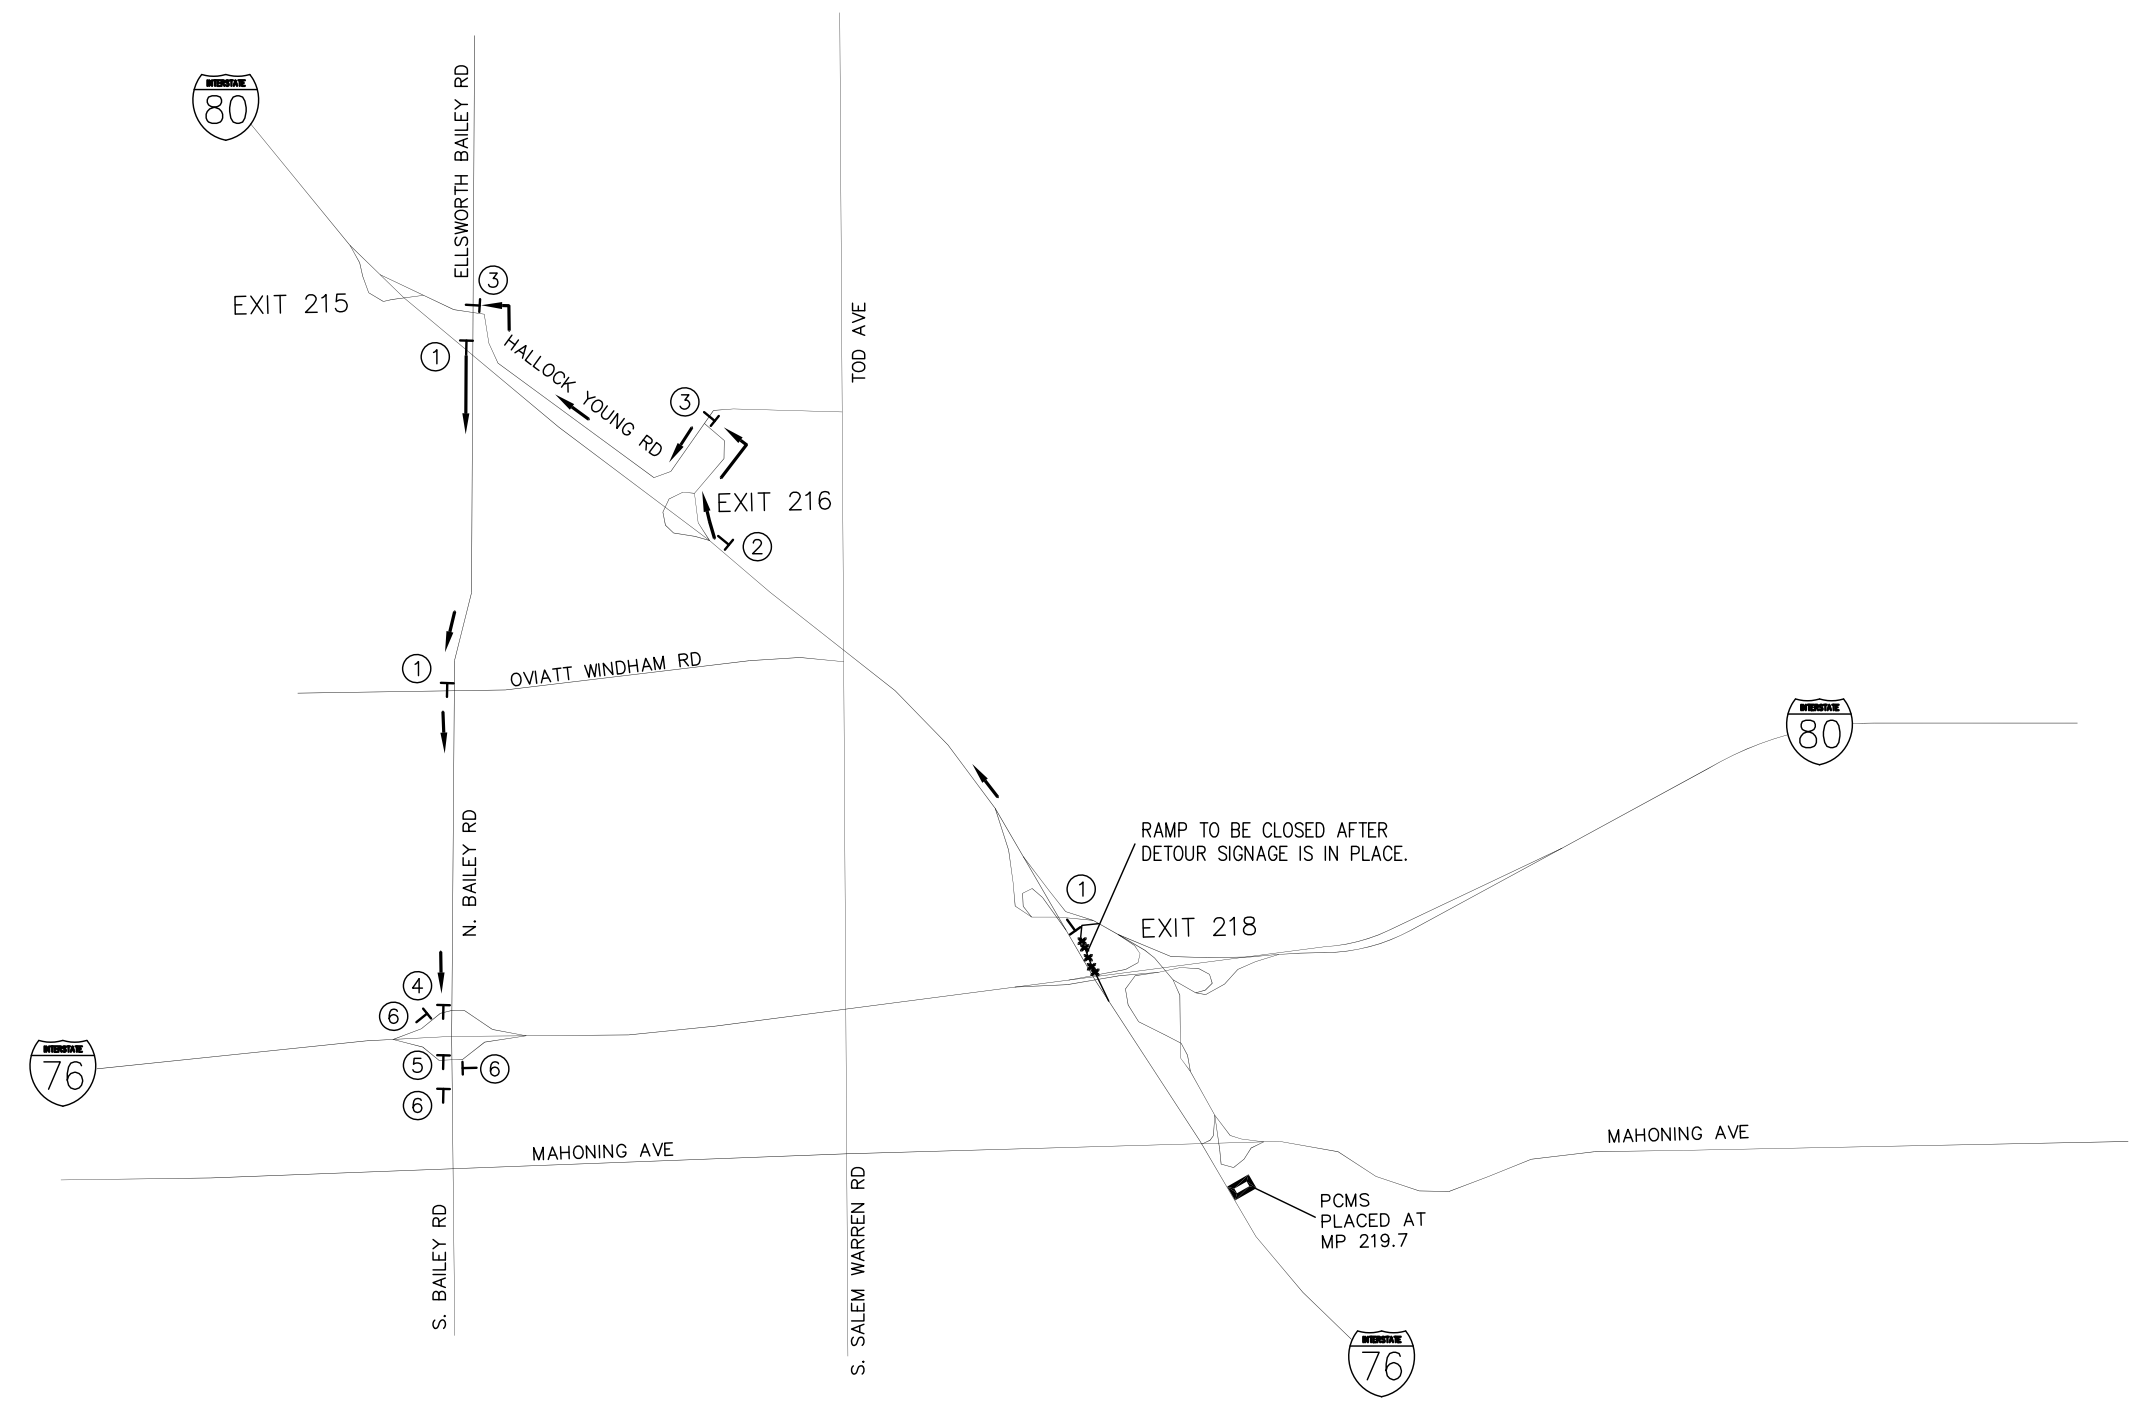 INTERSTATE
80
ELLSWORTH BAILEY RD
3
EXIT 215
1
HALLOCK YOUNG RD
TOD AVE
3
EXIT 216
2
1
OVIATT WINDHAM RD
INTERSTATE
80
N. BAILEY RD
RAMP TO BE CLOSED AFTER
DETOUR SIGNAGE IS IN PLACE.
1
EXIT 218
4
6
INTERSTATE
76
5
6
6
MAHONING AVE
MAHONING AVE
S. BAILEY RD
S. SALEM WARREN RD
PCMS
PLACED AT
MP 219.7
INTERSTATE
76